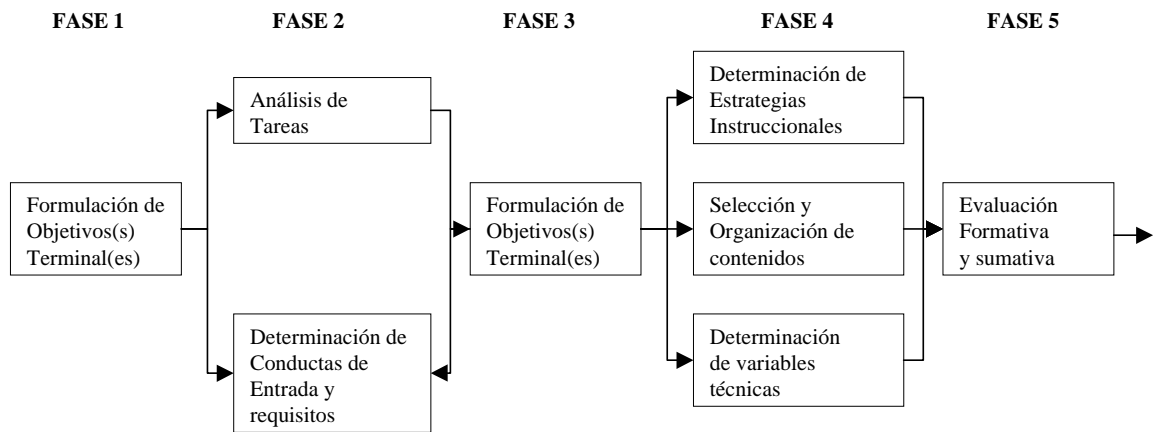 FASE 1
FASE 2
FASE 3
FASE 4
FASE 5
Formulación de
Objetivos(s)
Terminal(es)
Análisis de
Tareas
Determinación de
Conductas de
Entrada y
requisitos
Formulación de
Objetivos(s)
Terminal(es)
Determinación de
Estrategias
Instruccionales
Selección y
Organización de
contenidos
Determinación
de variables
técnicas
Evaluación
Formativa
y sumativa